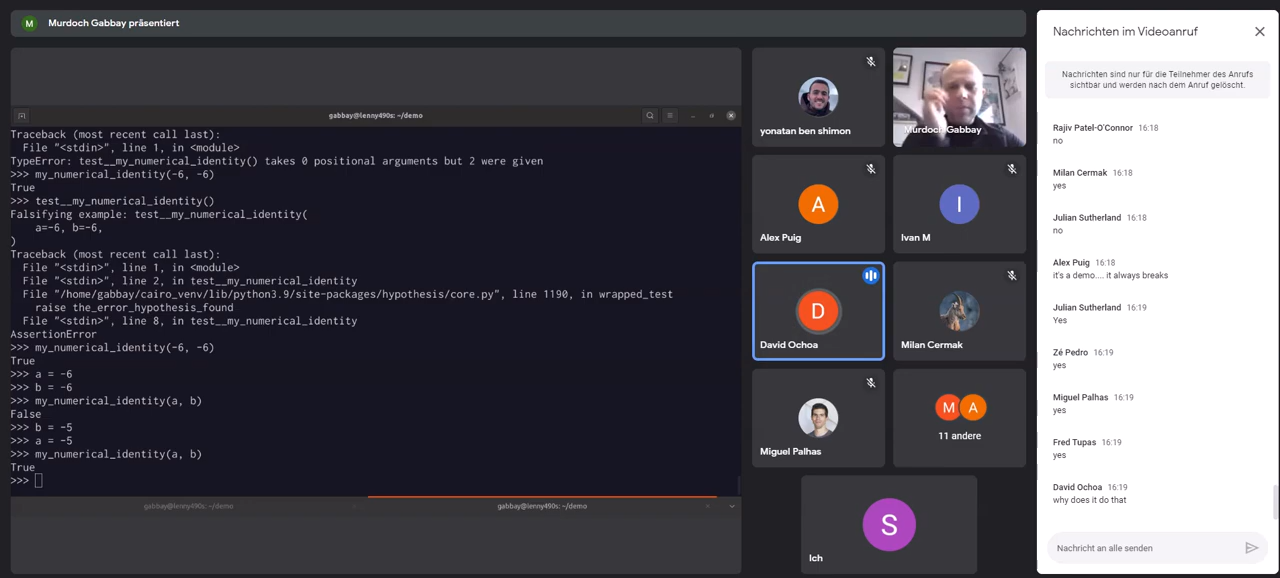 M Murdoch Gabbay präsentiert
gabbay@lenny490s: ~/demo
Traceback (most recent call last):
  File "<stdin>", line 1, in <module>
TypeError: test__my_numerical_identity() takes 0 positional arguments but 2 were given
>>> my_numerical_identity(-6, -6)
True
>>> test__my_numerical_identity()
Falsifying example: test__my_numerical_identity(
    a=-6, b=-6,
)
Traceback (most recent call last):
  File "<stdin>", line 1, in <module>
  File "<stdin>", line 2, in test__my_numerical_identity
  File "/home/gabbay/cairo_venv/lib/python3.9/site-packages/hypothesis/core.py", line 1190, in wrapped_test
    raise the_error_hypothesis_found
  File "<stdin>", line 8, in test__my_numerical_identity
AssertionError
>>> my_numerical_identity(-6, -6)
True
>>> a = -6
>>> b = -6
>>> my_numerical_identity(a, b)
False
>>> b = -5
>>> a = -5
>>> my_numerical_identity(a, b)
True
>>>
gabbay@lenny490s: ~/demo
gabbay@lenny490s: ~/demo
yonatan ben shimon
Murdoch Gabbay
A
Alex Puig
I
Ivan M
D
David Ochoa
Milan Cermak
Miguel Palhas
M A
11 andere
S
Ich
Nachrichten im Videoanruf
Nachrichten sind nur für die Teilnehmer des Anrufs
sichtbar und werden nach dem Anruf gelöscht.
Rajiv Patel-O'Connor 16:18
no
Milan Cermak 16:18
yes
Julian Sutherland 16:18
no
Alex Puig 16:18
it's a demo.... it always breaks
Julian Sutherland 16:19
Yes
Zé Pedro 16:19
yes
Miguel Palhas 16:19
yes
Fred Tupas 16:19
yes
David Ochoa 16:19
why does it do that
Nachricht an alle senden